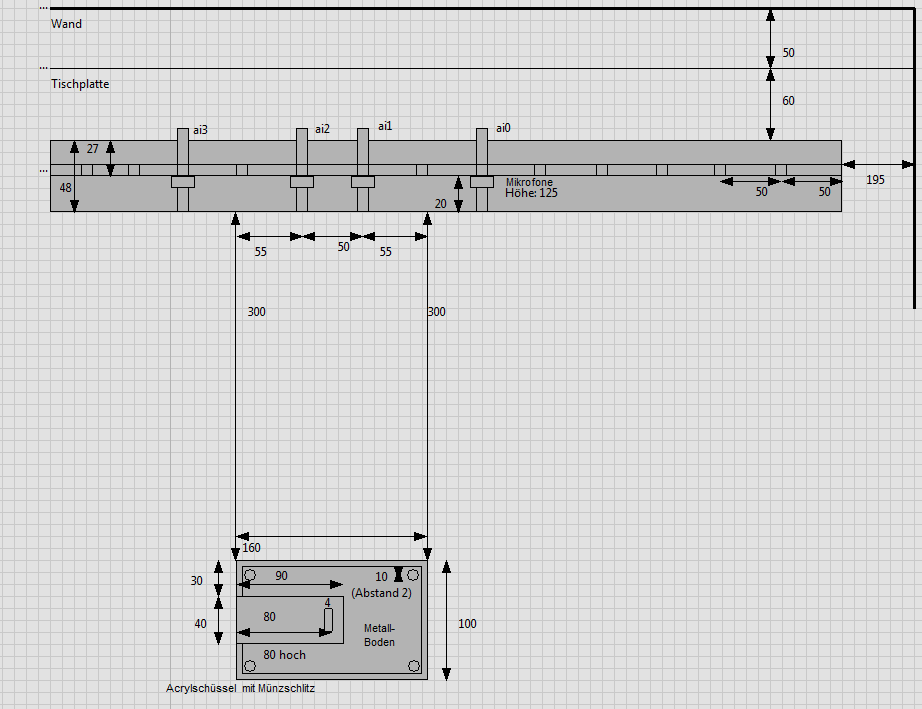 ...
Wand
50
...
Tischplatte
60
ai3
ai2
ai1
ai0
27
...
48
20
Mikrofone
Höhe: 125
50
50
195
55
50
55
300
300
160
30
90
10
(Abstand 2)
4
40
80
Metall-
Boden
100
80 hoch
Acrylschüssel mit Münzschlitz